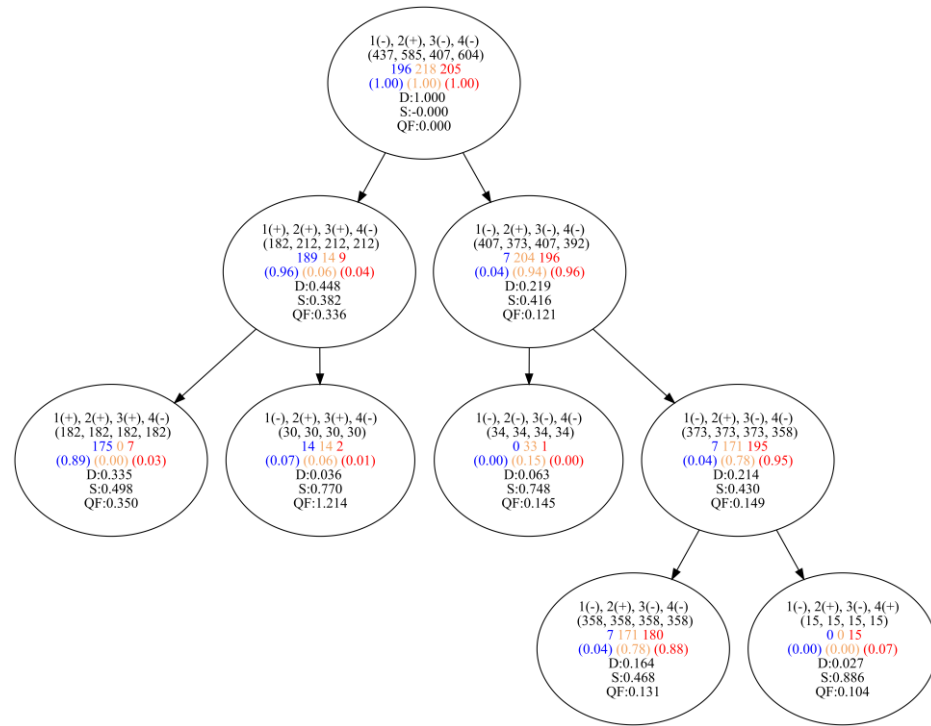 1(-), 2(+), 3(-), 4(-)
(437, 585, 407, 604)
196 218 205
(1.00) (1.00) (1.00)
D:1.000
S:-0.000
QF:0.000
1(+), 2(+), 3(+), 4(-)
(182, 212, 212, 212)
189 14 9
(0.96) (0.06) (0.04)
D:0.448
S:0.382
QF:0.336
1(-), 2(+), 3(-), 4(-)
(407, 373, 407, 392)
7 204 196
(0.04) (0.94) (0.96)
D:0.219
S:0.416
QF:0.121
1(+), 2(+), 3(+), 4(-)
(182, 182, 182, 182)
175 0 7
(0.89) (0.00) (0.03)
D:0.335
S:0.498
QF:0.350
1(-), 2(+), 3(+), 4(-)
(30, 30, 30, 30)
14 14 2
(0.07) (0.06) (0.01)
D:0.036
S:0.770
QF:1.214
1(-), 2(-), 3(-), 4(-)
(34, 34, 34, 34)
0 33 1
(0.00) (0.15) (0.00)
D:0.063
S:0.748
QF:0.145
1(-), 2(+), 3(-), 4(-)
(373, 373, 373, 358)
7 171 195
(0.04) (0.78) (0.95)
D:0.214
S:0.430
QF:0.149
1(-), 2(+), 3(-), 4(-)
(358, 358, 358, 358)
7 171 180
(0.04) (0.78) (0.88)
D:0.164
S:0.468
QF:0.131
1(-), 2(+), 3(-), 4(+)
(15, 15, 15, 15)
0 0 15
(0.00) (0.00) (0.07)
D:0.027
S:0.886
QF:0.104